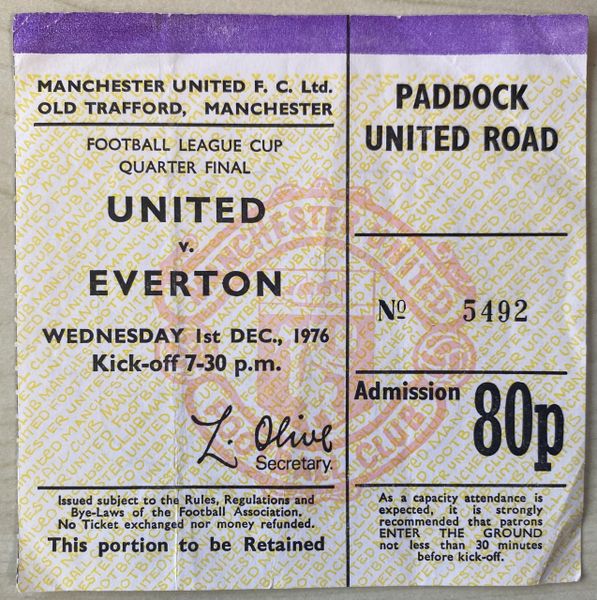 MANCHESTER UNITED F. C. Ltd.
OLD TRAFFORD, MANCHESTER
FOOTBALL LEAGUE CUP
QUARTER FINAL
UNITED
v.
EVERTON
WEDNESDAY 1st DEC., 1976
Kick-off 7-30 p.m.
L. Olive
Secretary.
Issued subject to the Rules, Regulations and
Bye-Laws of the Football Association.
No Ticket exchanged nor money refunded.
This portion to be Retained
PADDOCK
UNITED ROAD
No 5492
Admission 80p
As a capacity attendance is
expected, it is strongly
recommended that patrons
ENTER THE GROUND
not less than 30 minutes
before kick-off.
MANCHESTER UNITED
FOOTBALL CLUB